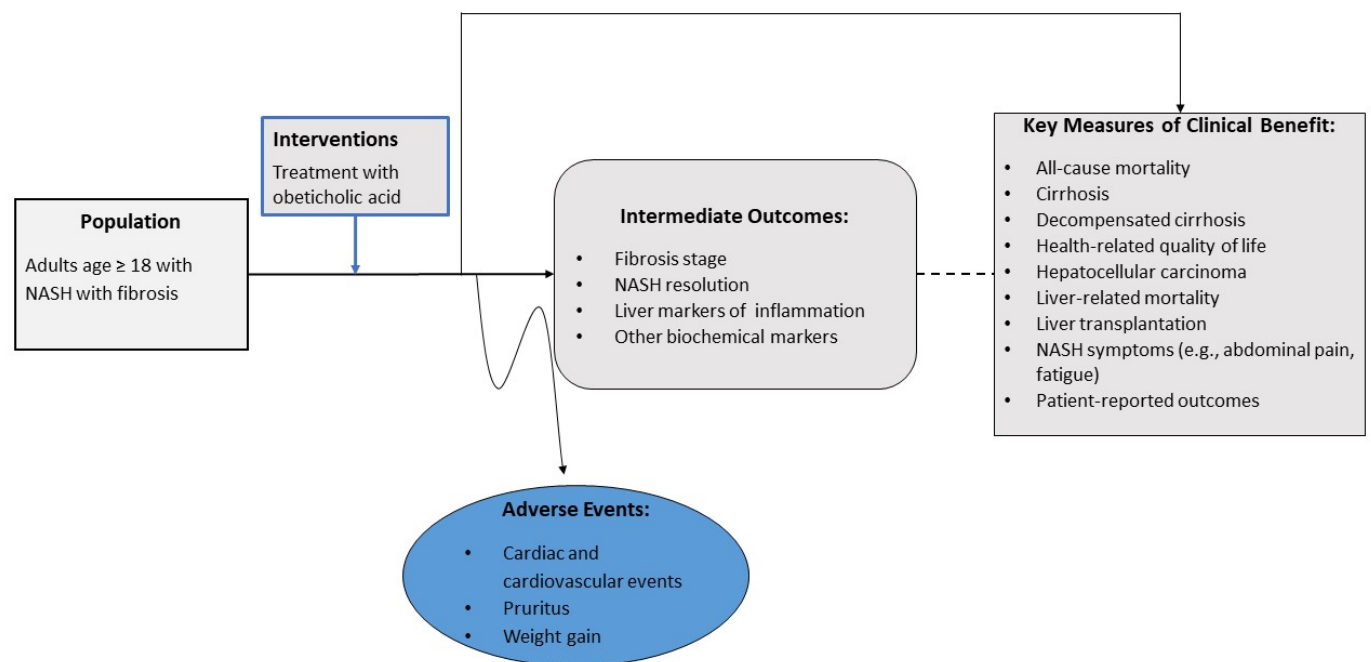 Population
Adults age ≥ 18 with
NASH with fibrosis
Interventions
Treatment with
obeticholic acid
Intermediate Outcomes:
• Fibrosis stage
• NASH resolution
• Liver markers of inflammation
• Other biochemical markers
Key Measures of Clinical Benefit:
• All-cause mortality
• Cirrhosis
• Decompensated cirrhosis
• Health-related quality of life
• Hepatocellular carcinoma
• Liver-related mortality
• Liver transplantation
• NASH symptoms (e.g., abdominal pain,
fatigue)
• Patient-reported outcomes
Adverse Events:
• Cardiac and
cardiovascular events
• Pruritus
• Weight gain